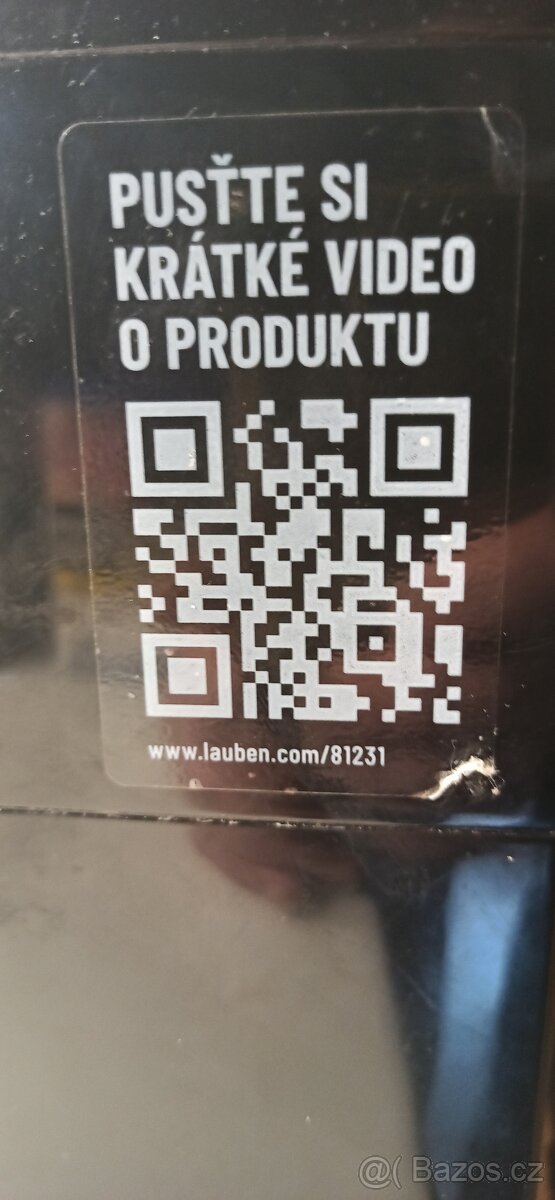 PUSŤTE SI
KRÁTKÉ VIDEO
O PRODUKTU
www.lauben.com/81231
@( Bazos.cz